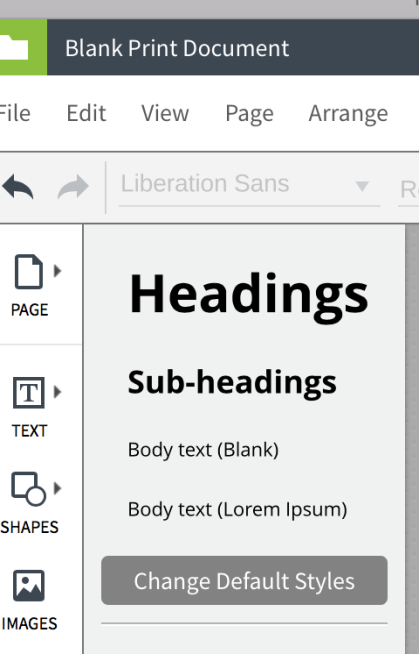 Blank Print Document
File Edit View Page Arrange
Liberation Sans
PAGE
Headings
Sub-headings
TEXT
Body text (Blank)
Body text (Lorem Ipsum)
SHAPES
Change Default Styles
IMAGES